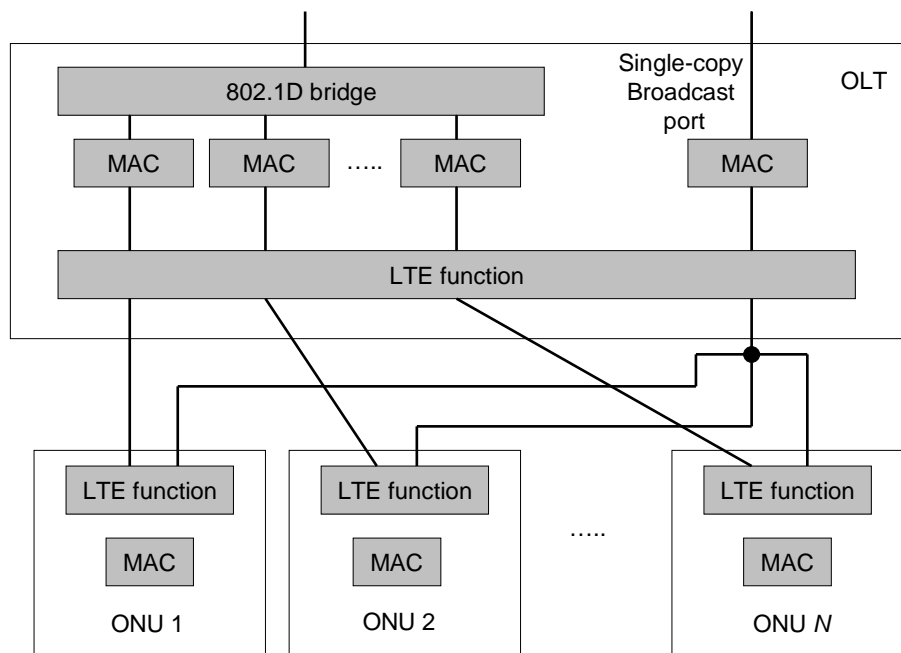 Single-copy
Broadcast
port
OLT
802.1D bridge
MAC
MAC
…..
MAC
MAC
LTE function
LTE function
LTE function
LTE function
…..
MAC
MAC
MAC
ONU 1
ONU 2
ONU N